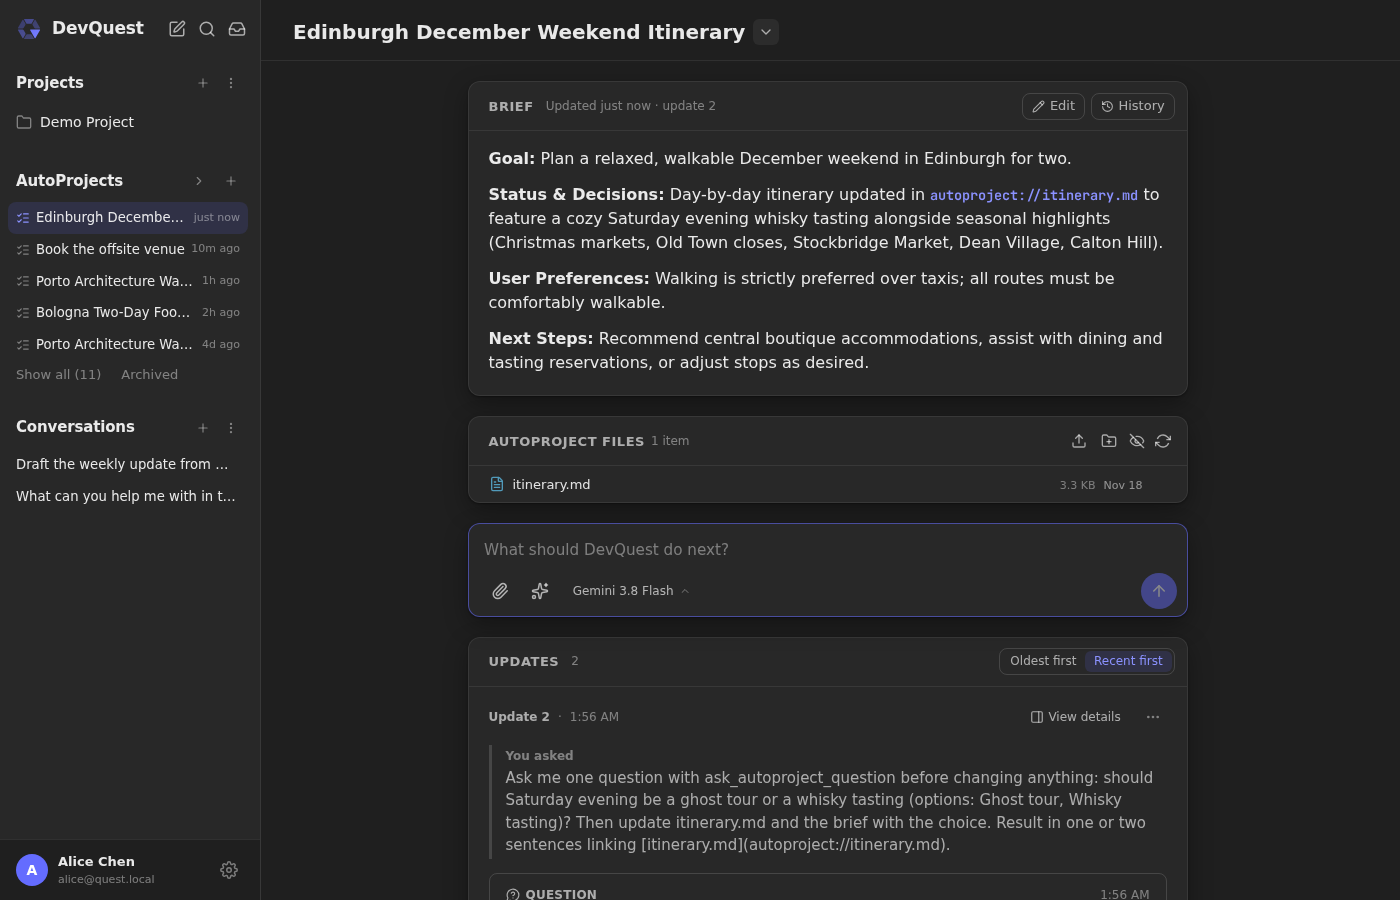 DevQuest
Projects
Demo Project
AutoProjects
Edinburgh Decembe... just now
Book the offsite venue 10m ago
Porto Architecture Wa... 1h ago
Bologna Two-Day Foo... 2h ago
Porto Architecture Wa... 4d ago
Show all (11) Archived
Conversations
Draft the weekly update from ...
What can you help me with in t...
A
Alice Chen
alice@quest.local
Edinburgh December Weekend Itinerary
BRIEF Updated just now · update 2 Edit History
Goal: Plan a relaxed, walkable December weekend in Edinburgh for two.
Status & Decisions: Day-by-day itinerary updated in autoproject://itinerary.md to
feature a cozy Saturday evening whisky tasting alongside seasonal highlights
(Christmas markets, Old Town closes, Stockbridge Market, Dean Village, Calton Hill).
User Preferences: Walking is strictly preferred over taxis; all routes must be
comfortably walkable.
Next Steps: Recommend central boutique accommodations, assist with dining and
tasting reservations, or adjust stops as desired.
AUTOPROJECT FILES 1 item
itinerary.md 3.3 KB Nov 18
What should DevQuest do next?
Gemini 3.8 Flash
UPDATES 2 Oldest first Recent first
Update 2 · 1:56 AM View details
You asked
Ask me one question with ask_autoproject_question before changing anything: should
Saturday evening be a ghost tour or a whisky tasting (options: Ghost tour, Whisky
tasting)? Then update itinerary.md and the brief with the choice. Result in one or two
sentences linking [itinerary.md](autoproject://itinerary.md).
QUESTION 1:56 AM